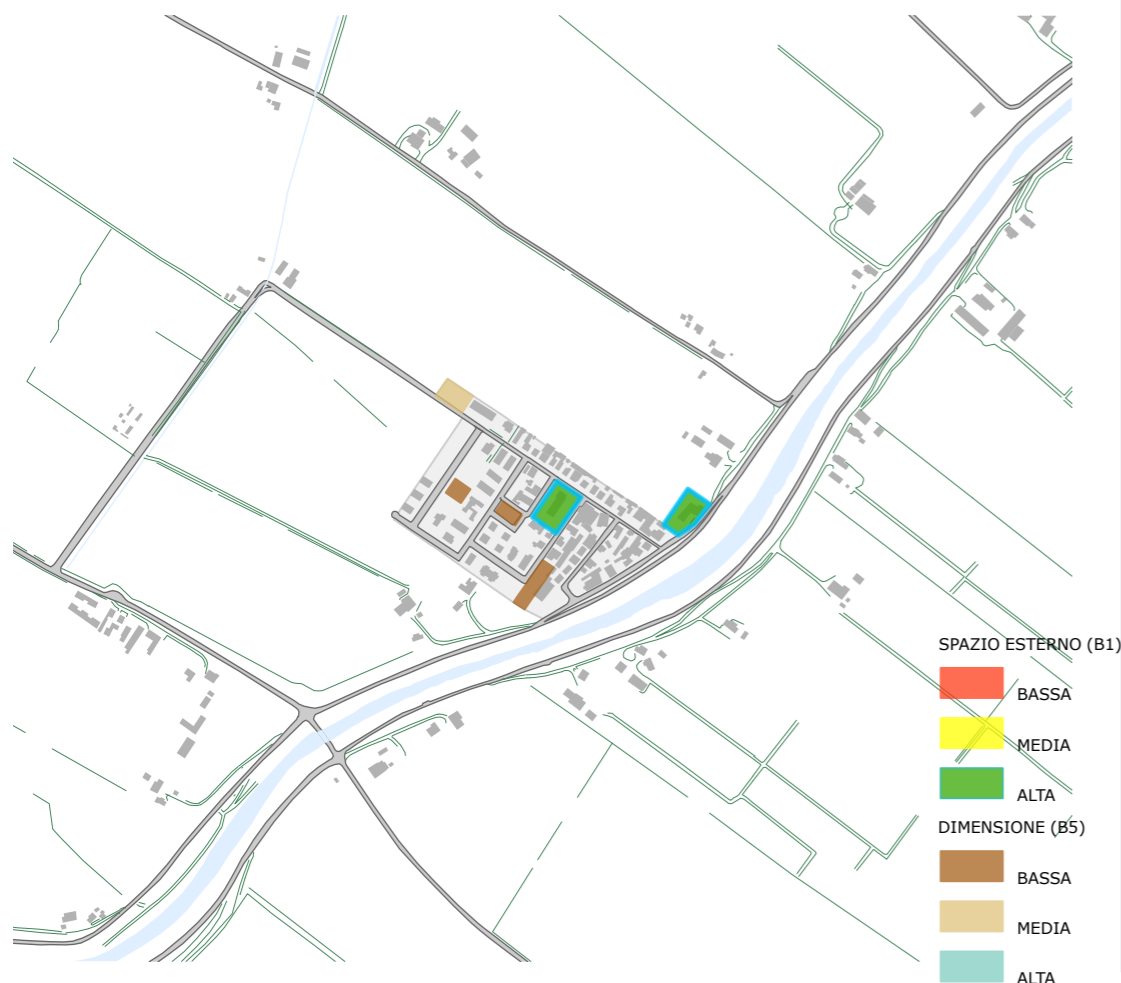 SPAZIO ESTERNO (B1)
BASSA
MEDIA
ALTA
DIMENSIONE (B5)
BASSA
MEDIA
ALTA